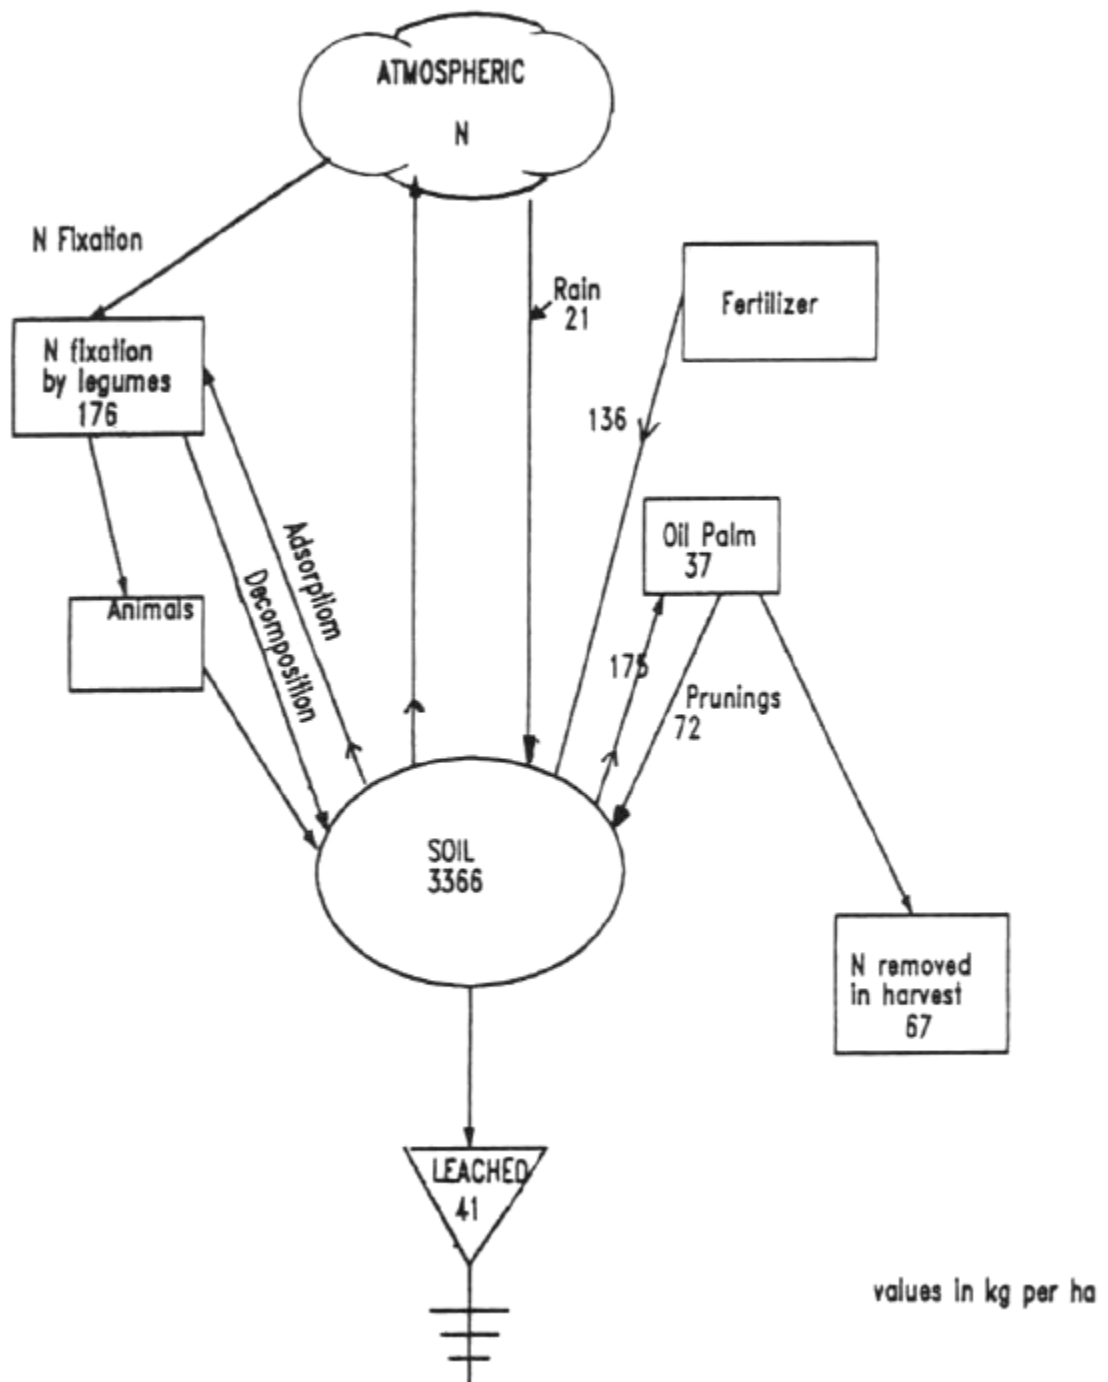 ATMOSPHERIC
N
N Fixation
Rain
21
Fertilizer
N fixation
by legumes
176
136
Oil Palm
37
Adsorptiom
Decomposition
Animals
175
Prunings
72
SOIL
3366
N removed
in harvest
67
LEACHED
41
values in kg per ha